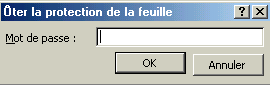 Ôter la protection de la feuille
Mot de passe :
OK
Annuler